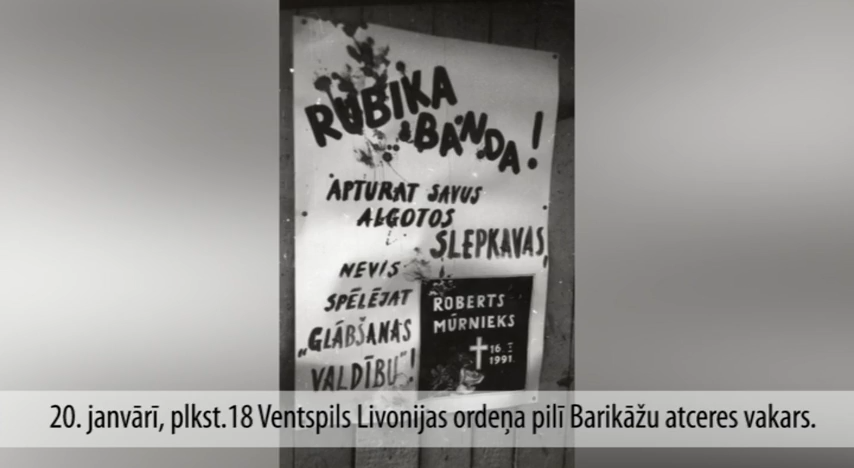 RUBIKA
BANDA!
APTURAT SAVUS
ALGOTOS
SLEPKAVAS,
NEVIS
SPĒLĒJAT
„GLĀBŠANAS
VALDĪBU”!
ROBERTS
MŪRNIEKS
16. I
1991.
20. janvārī, plkst.18 Ventspils Livonijas ordeņa pilī Barikāžu atceres vakars.